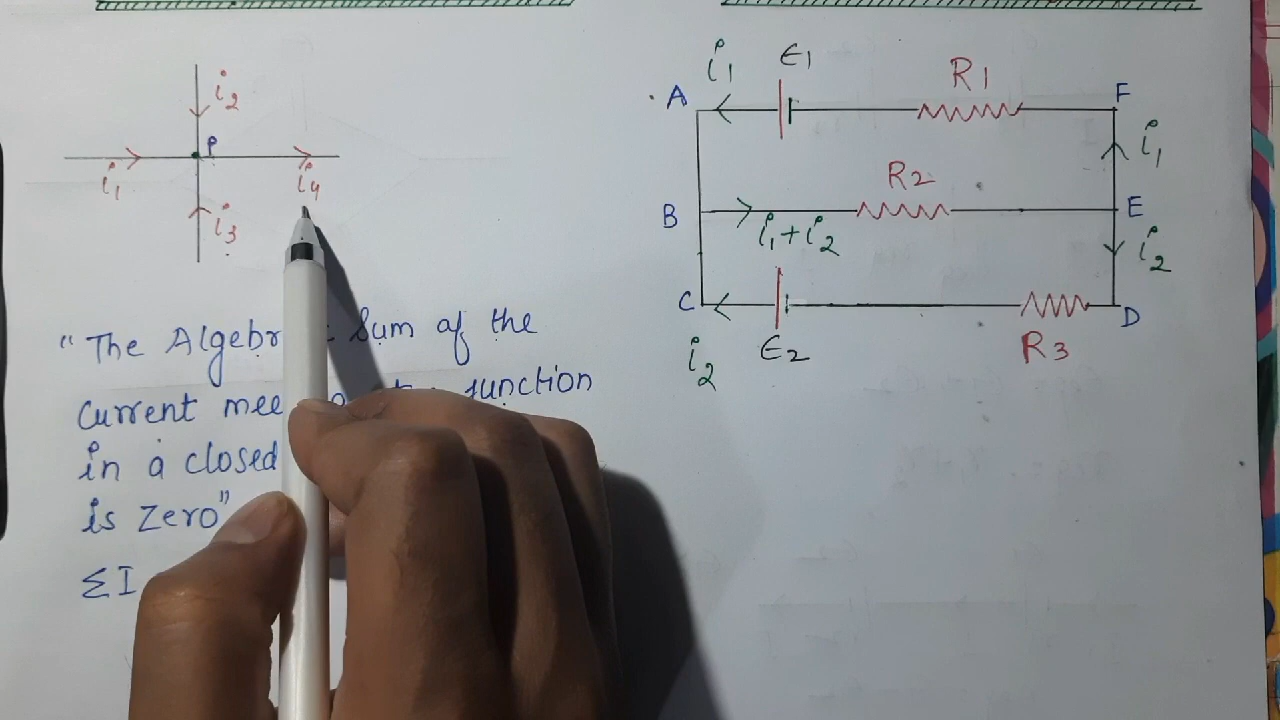 i2
P
i1
i4
i3
"The Algebr Sum of the
Current mee junction
in a closed
is zero"
ΣI
i1 ε1 R1
A F
i1
R2
B E
i1+i2 i2
C D
i2 ε2 R3